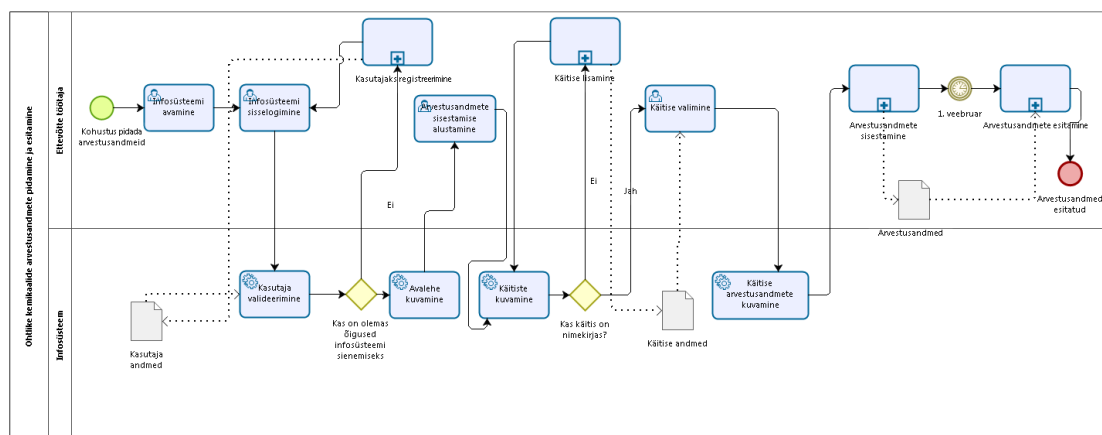 Ohtlike kemikaalide arvestusandmete pidamine ja esitamine
Ettevõtte töötaja
Kohustus pidada
arvestusandmeid
Infosüsteemi
avamine
Infosüsteemi
sisselogimine
Kasutajaks registreerimine
Ei
Arvestusandmete
sisestamise
alustamine
Käitise lisamine
Ei
Jah
Käitise valimine
Arvestusandmete
sisestamine
1. veebruar
Arvestusandmete esitamine
Arvestusandmed
Arvestusandmed
esitatud
Infosüsteem
Kasutaja
andmed
Kasutaja
valideerimine
Kas on olemas
õigused
infosüsteemi
sienemiseks
Avalehe
kuvamine
Käitiste
kuvamine
Kas käitis on
nimekirjas?
Käitise andmed
Käitise
arvestusandmete
kuvamine